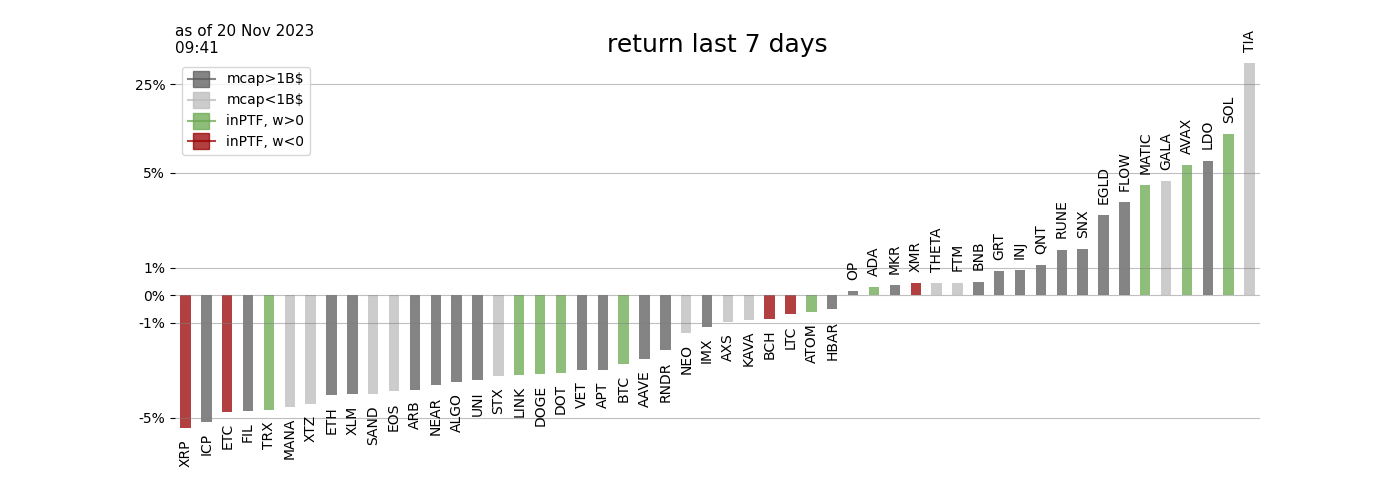 as of 20 Nov 2023
09:41
return last 7 days
mcap>1B$
mcap<1B$
inPTF, w>0
inPTF, w<0
25%
5%
1%
0%
-1%
-5%
XRP
ICP
ETC
FIL
TRX
MANA
XTZ
ETH
XLM
SAND
EOS
ARB
NEAR
ALGO
UNI
STX
LINK
DOGE
DOT
VET
APT
BTC
AAVE
RNDR
NEO
IMX
AXS
KAVA
BCH
LTC
ATOM
HBAR
OP
ADA
MKR
XMR
THETA
FTM
BNB
GRT
INJ
QNT
RUNE
SNX
EGLD
FLOW
MATIC
GALA
AVAX
LDO
SOL
TIA